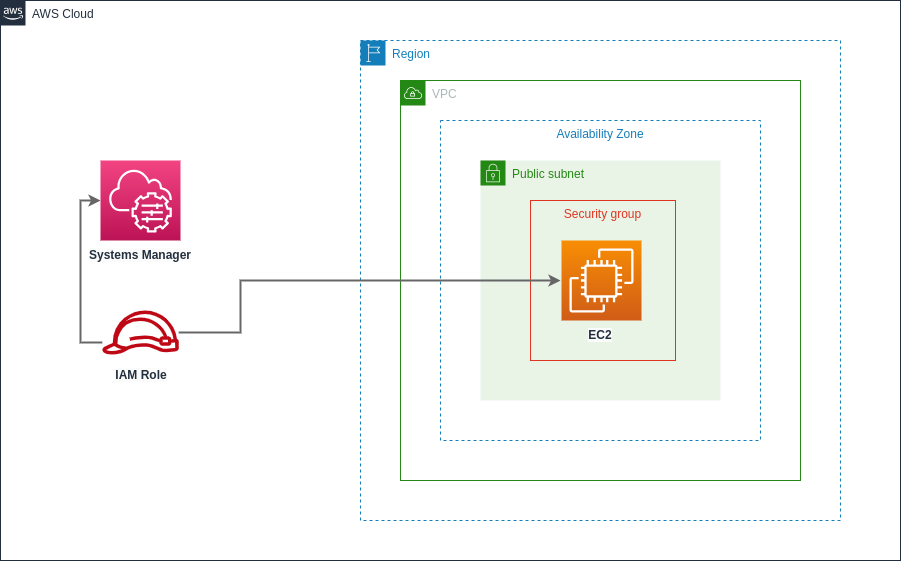 aws
AWS Cloud
Region
VPC
Availability Zone
Public subnet
Security group
Systems Manager
EC2
IAM Role